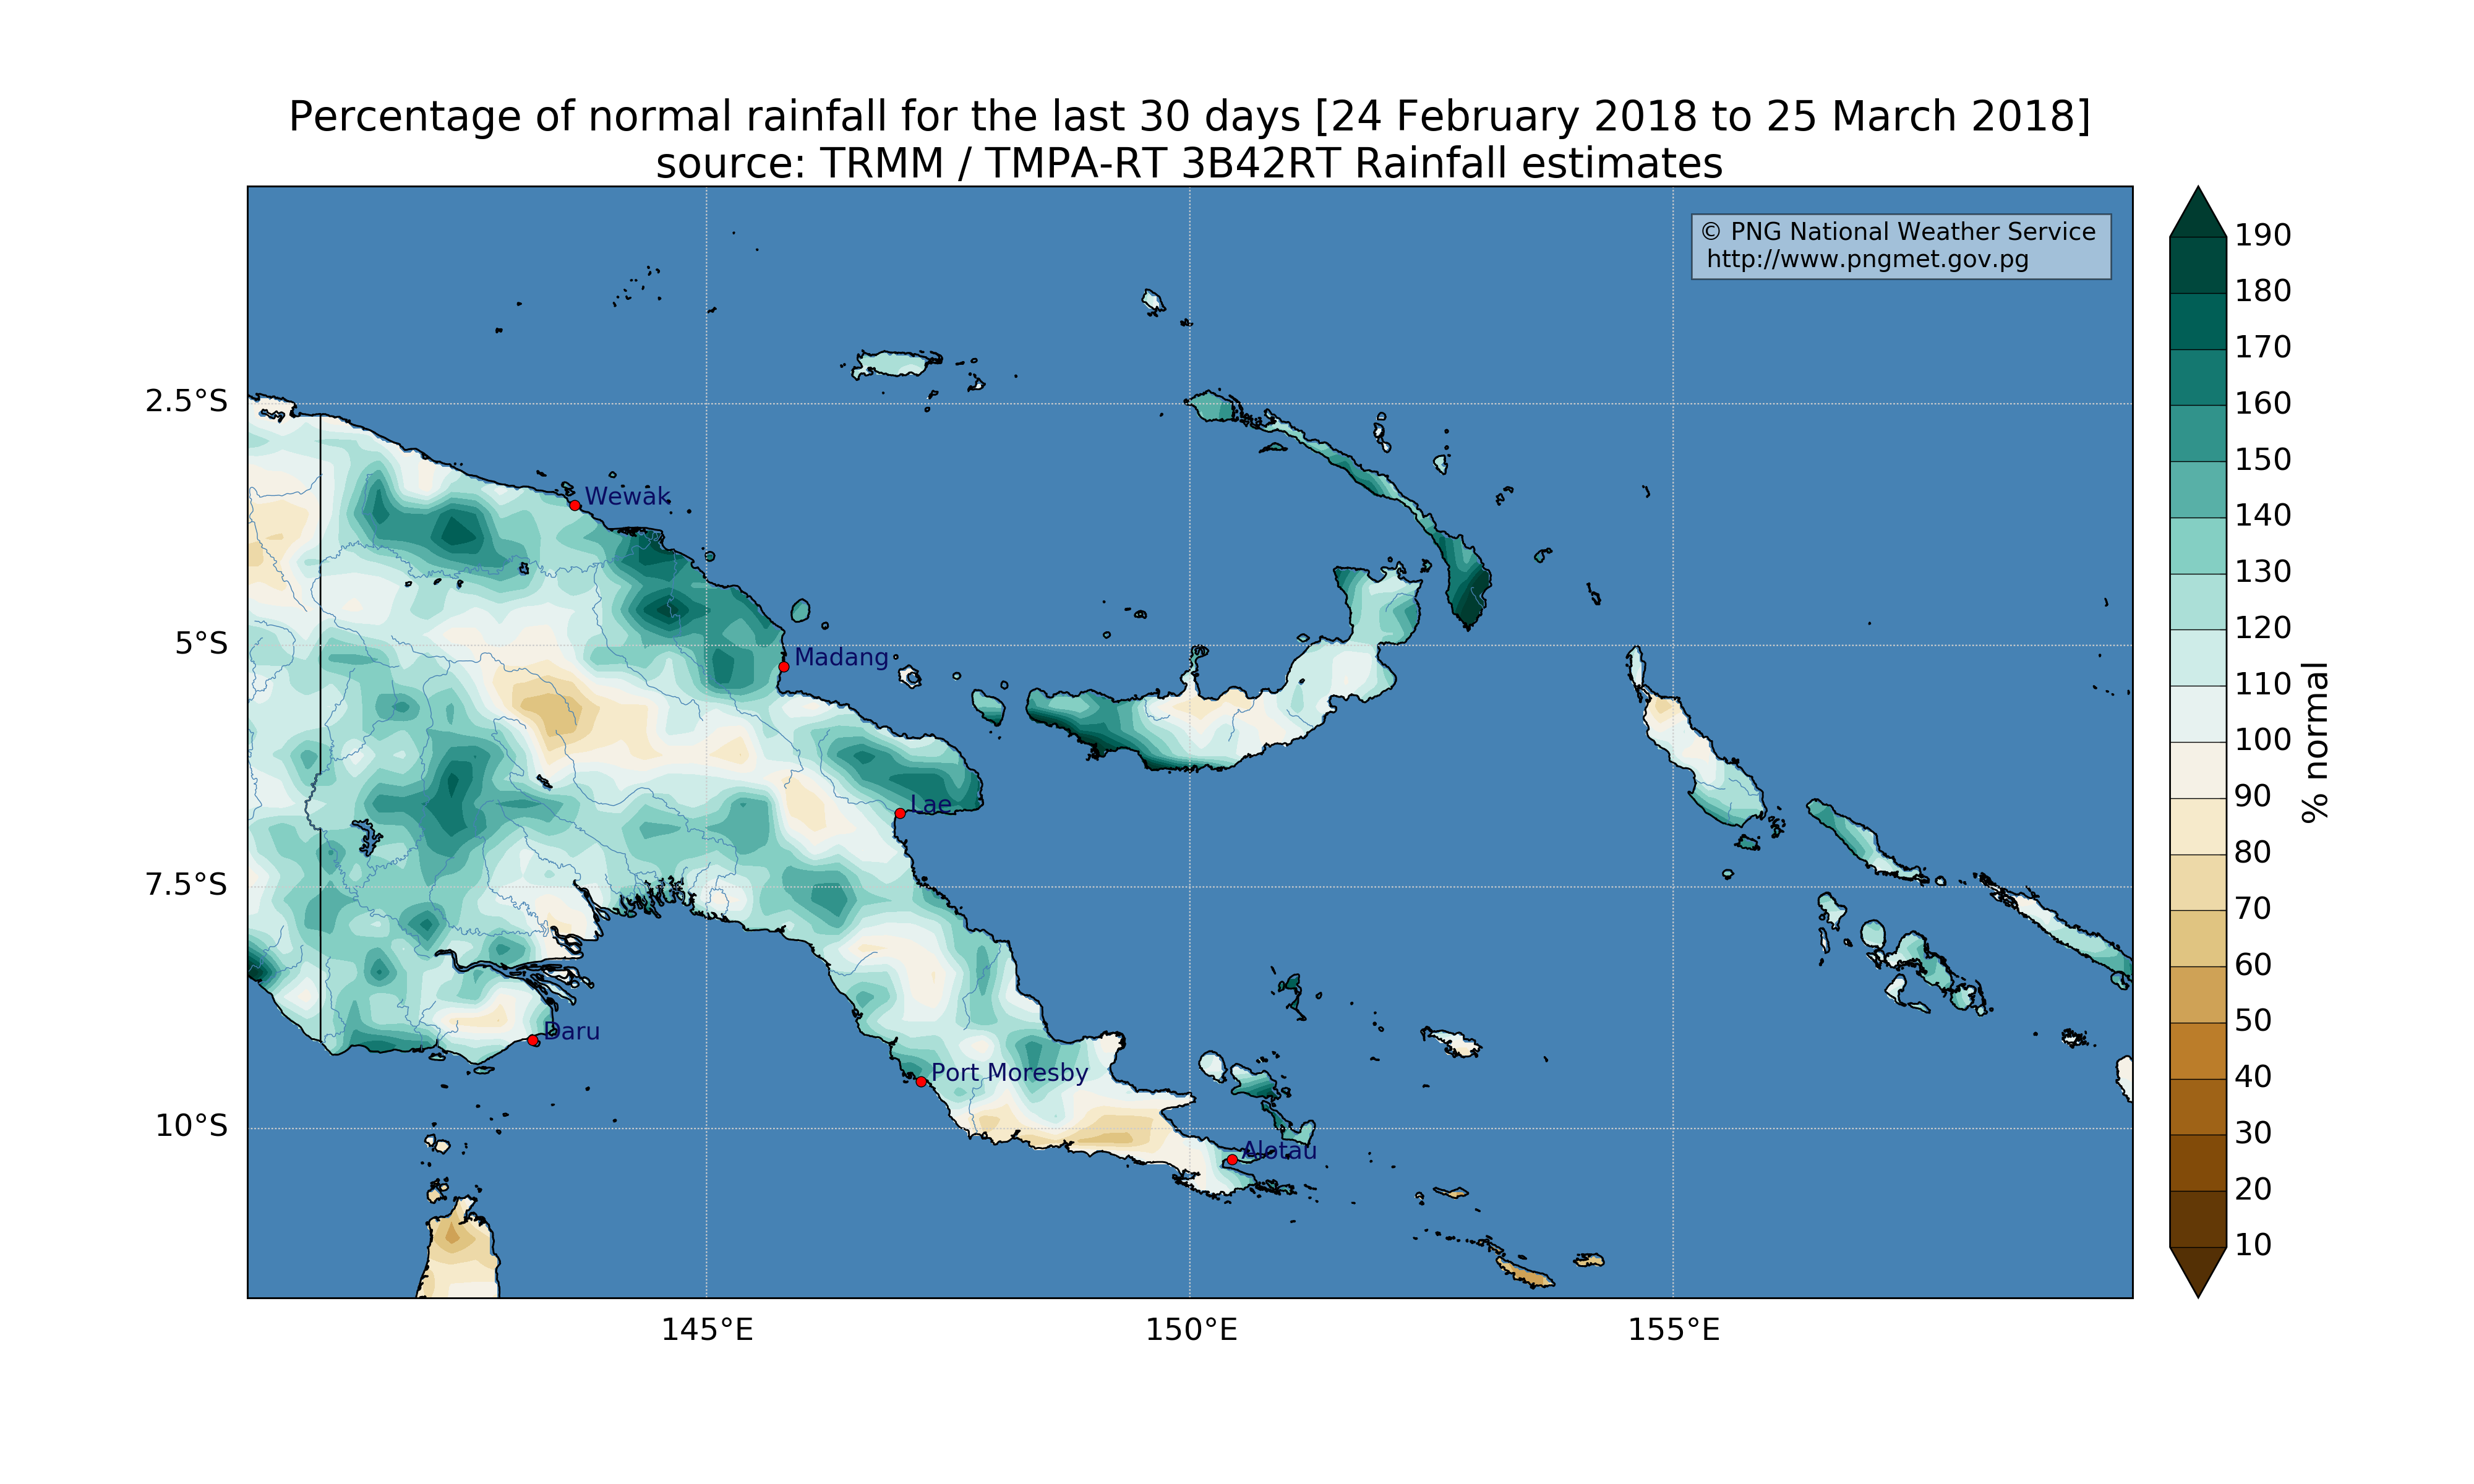 Percentage of normal rainfall for the last 30 days [24 February 2018 to 25 March 2018]
source: TRMM / TMPA-RT 3B42RT Rainfall estimates
© PNG National Weather Service
http://www.pngmet.gov.pg
2.5°S
5°S
7.5°S
10°S
Wewak
Madang
Lae
Daru
Port Moresby
Alotau
145°E
150°E
155°E
190
180
170
160
150
140
130
120
110
100
90
80
70
60
50
40
30
20
10
% normal